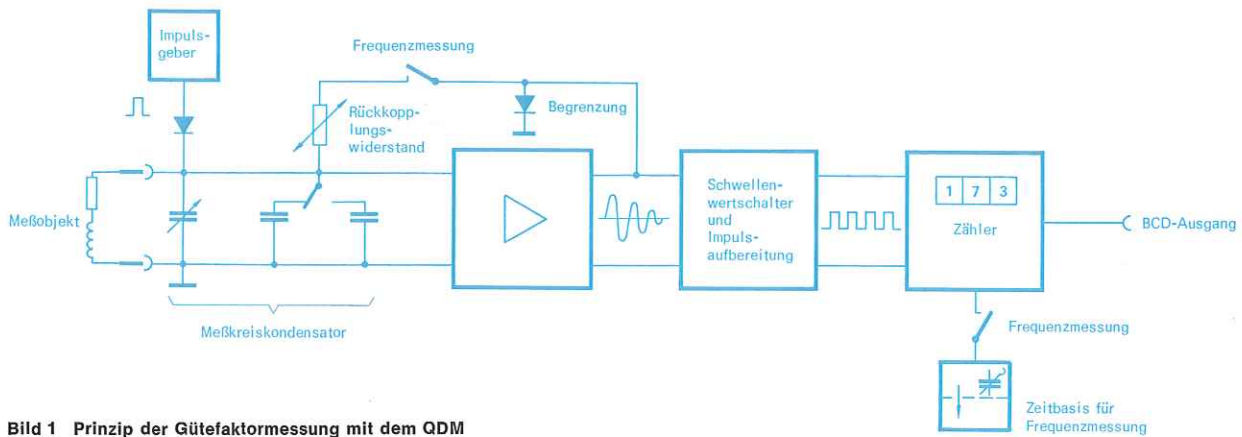 Impuls-
geber
Frequenzmessung
Rückkopp-
lungs-
widerstand
Begrenzung
Meßobjekt
Meßkreiskondensator
Schwellen-
wertschalter
und
Impuls-
aufbereitung
1 7 3
Zähler
BCD-Ausgang
Frequenzmessung
Zeitbasis für
Frequenzmessung
Bild 1 Prinzip der Gütefaktormessung mit dem QDM